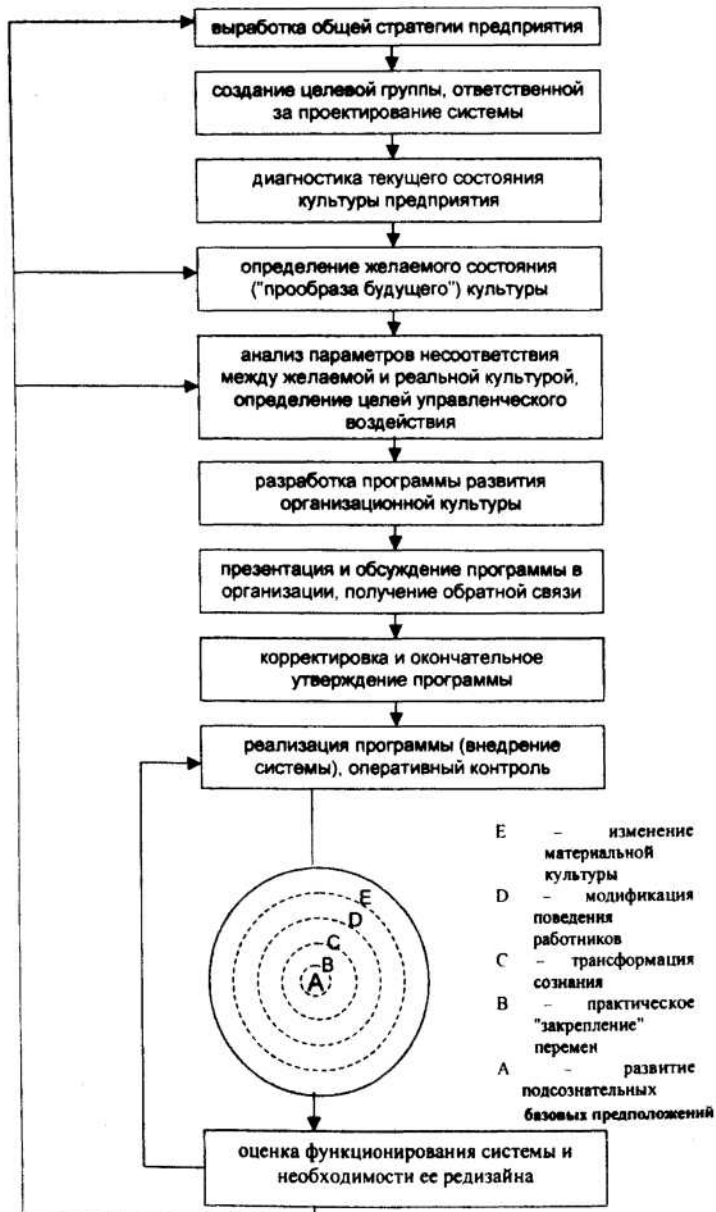 выработка общей стратегии предприятия
создание целевой группы, ответственной
за проектирование системы
диагностика текущего состояния
культуры предприятия
определение желаемого состояния
("прообраза будущего") культуры
анализ параметров несоответствия
между желаемой и реальной культурой,
определение целей управленческого
воздействия
разработка программы развития
организационной культуры
презентация и обсуждение программы в
организации, получение обратной связи
корректировка и окончательное
утверждение программы
реализация программы (внедрение
системы), оперативный контроль
E
D
C
B
A
E – изменение
материальной
культуры
D – модификация
поведения
работников
C – трансформация
сознания
B – практическое
"закрепление"
перемен
A – развитие
подсознательных
базовых предположений
оценка функционирования системы и
необходимости ее редизайна